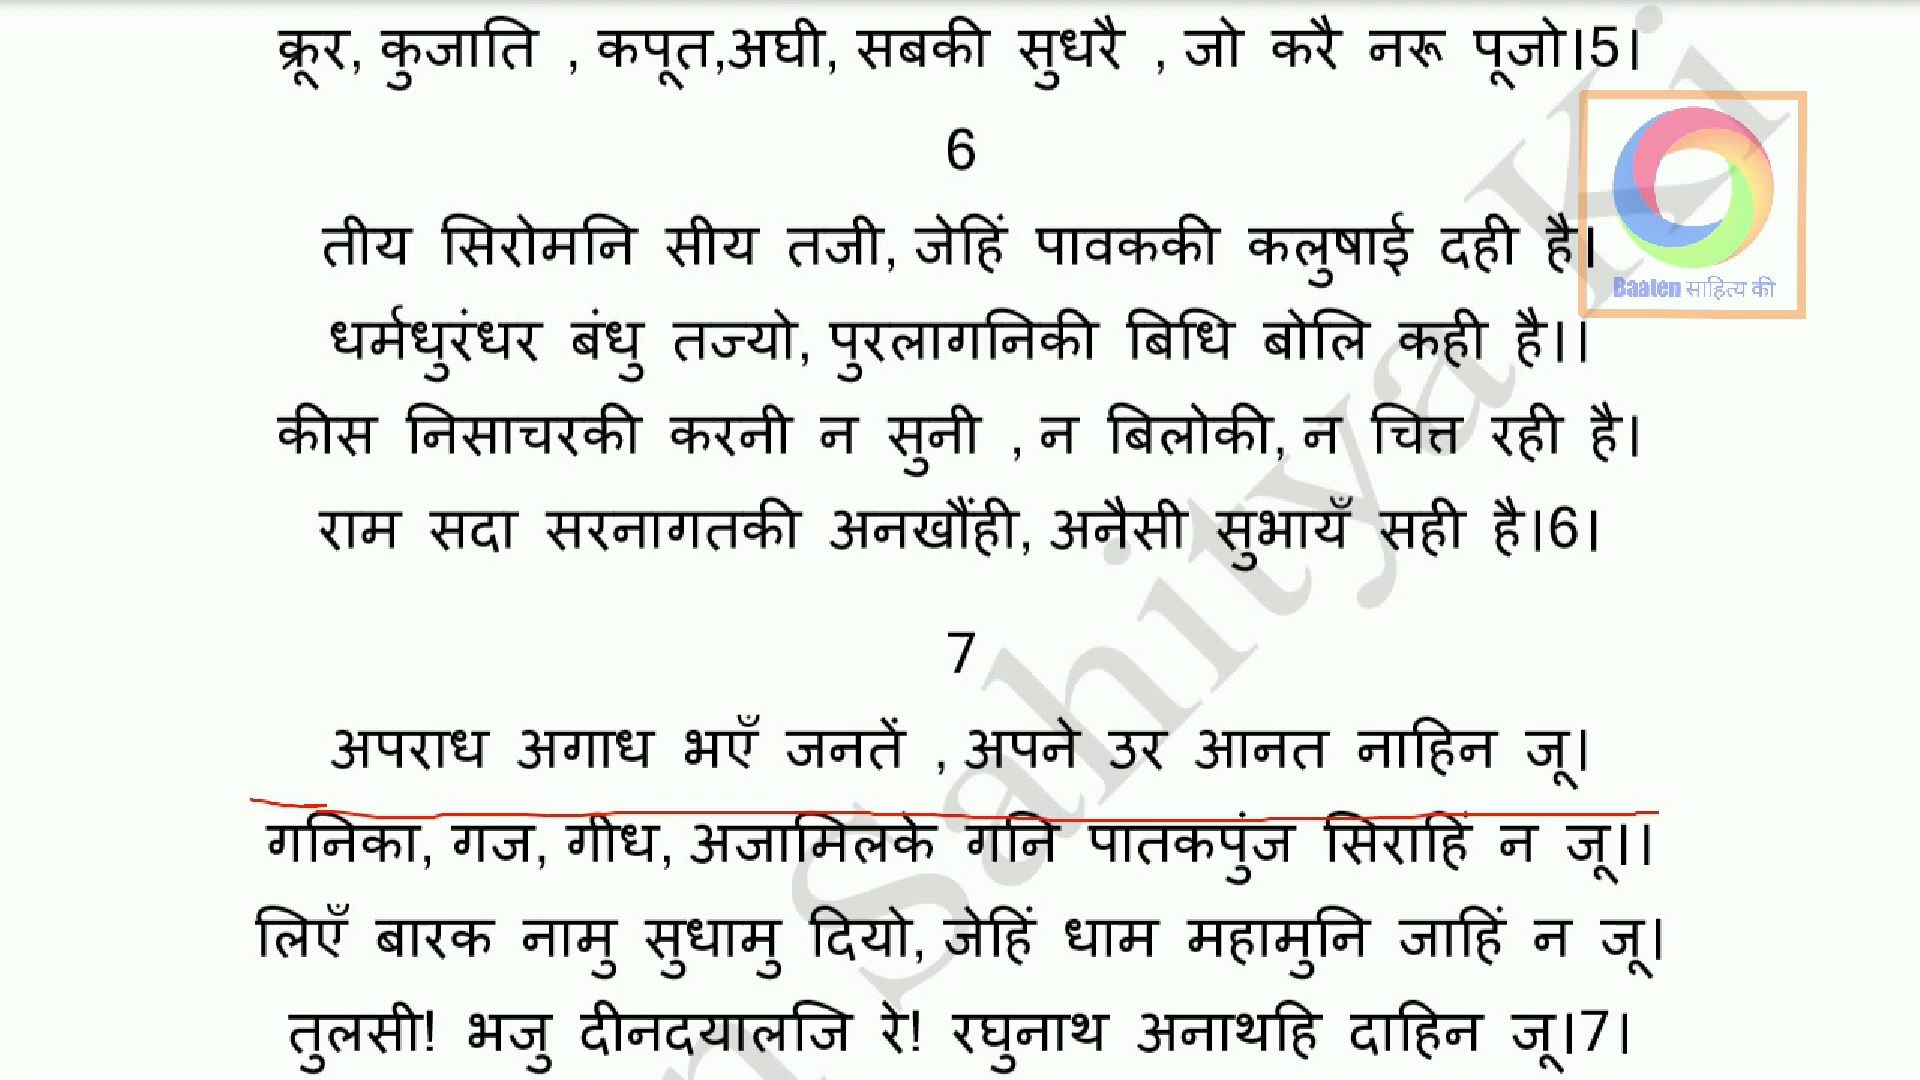 क्रूर, कुजाति , कपूत,अघी, सबकी सुधरै , जो करै नरू पूजो।5।
6
तीय सिरोमनि सीय तजी, जेहिं पावककी कलुषाई दही है।
धर्मधुरंधर बंधु तज्यो, पुरलागनिकी बिधि बोलि कही है।।
कीस निसाचरकी करनी न सुनी , न बिलोकी, न चित्त रही है।
राम सदा सरनागतकी अनखौंही, अनैसी सुभायँ सही है।6।
7
अपराध अगाध भएँ जनतें , अपने उर आनत नाहिन जू।
गनिका, गज, गीध, अजामिलके गनि पातकपुंज सिराहिं न जू।।
लिएँ बारक नामु सुधामु दियो, जेहिं धाम महामुनि जाहिं न जू।
तुलसी! भजु दीनदयालजि रे! रघुनाथ अनाथहि दाहिन जू।7।
Baaten साहित्य की
Sahitya Ki